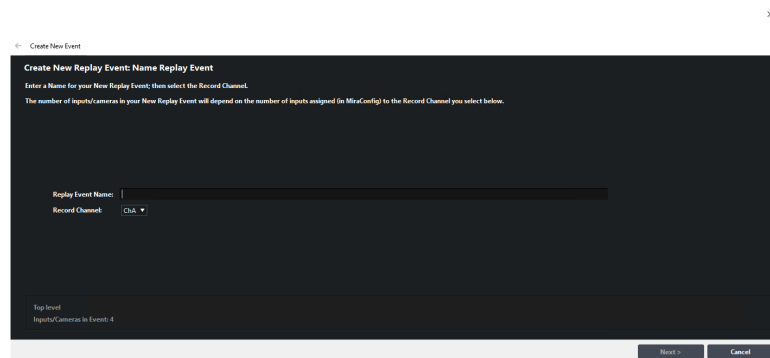 Create New Event
Create New Replay Event: Name Replay Event
Enter a Name for your New Replay Event; then select the Record Channel.
The number of inputs/cameras in your New Replay Event will depend on the number of inputs assigned (in MiraConfig) to the Record Channel you select below.
Replay Event Name:
Record Channel: ChA
Top level
Inputs/Cameras in Event: 4
Next > Cancel